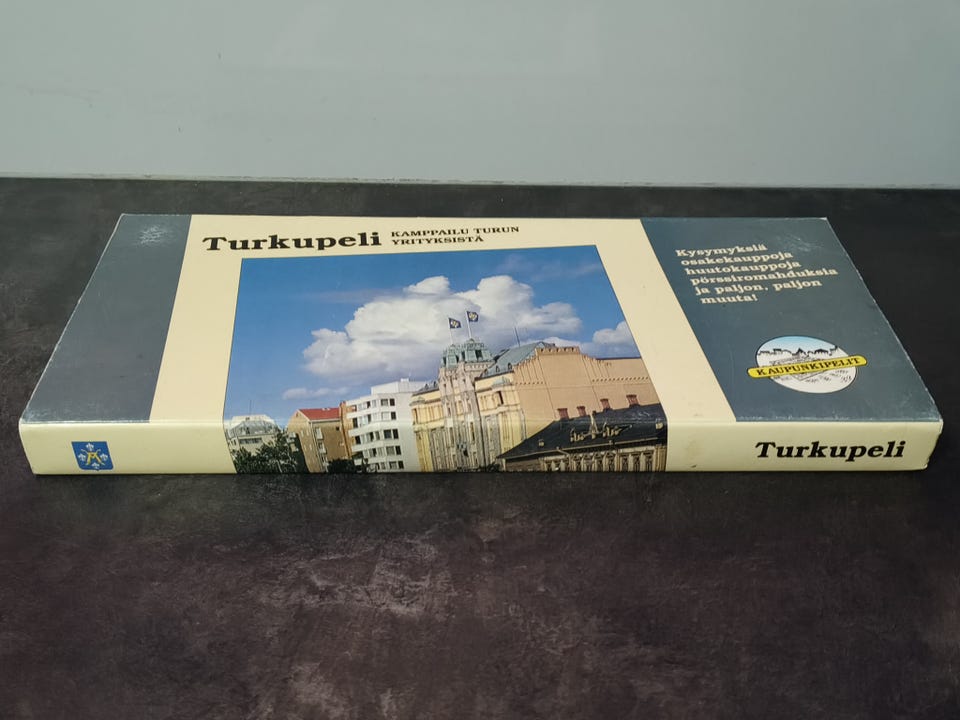 Turkupeli
KAMPPAILU TURUN
YRITYKSISTÄ
Kysymyksiä
osakekauppoja
huutokauppoja
pörssiromahduksia
ja paljon, paljon
muuta!
KAUPUNKIPELIT
Turkupeli